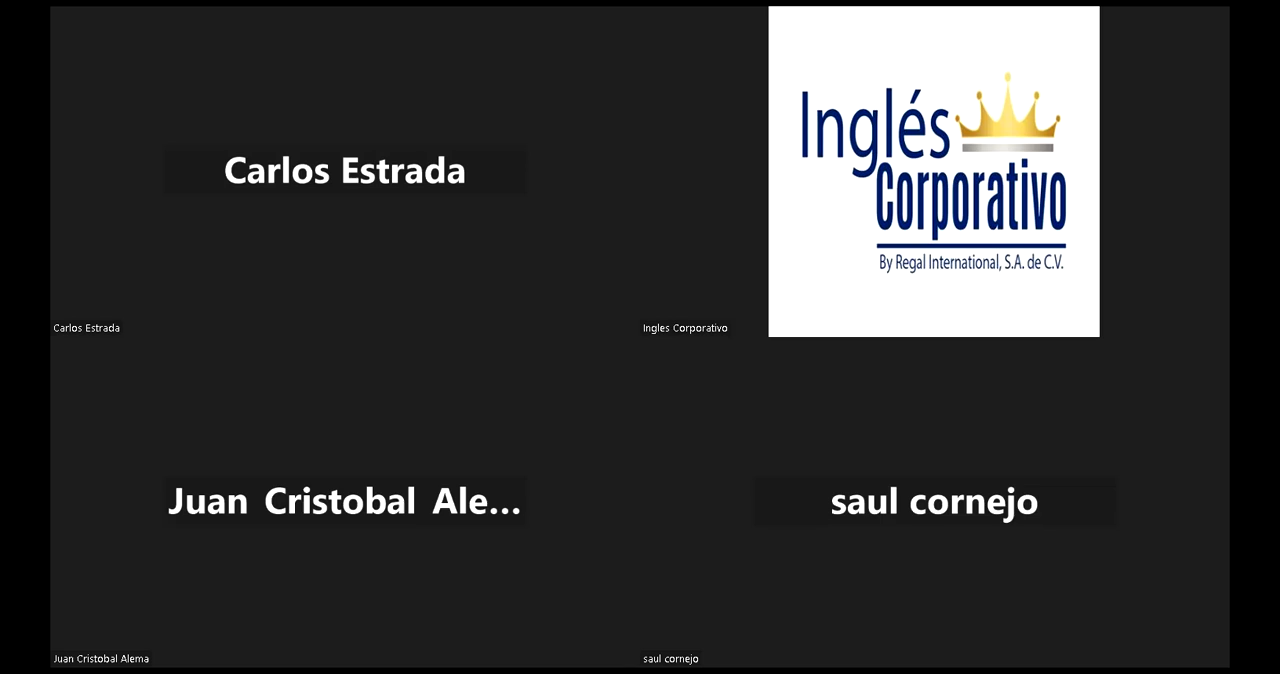 Carlos Estrada
Inglés
Corporativo
By Regal International, S.A. de C.V.
Carlos Estrada
Ingles Corporativo
Juan Cristobal Ale...
saul cornejo
Juan Cristobal Alema
saul cornejo